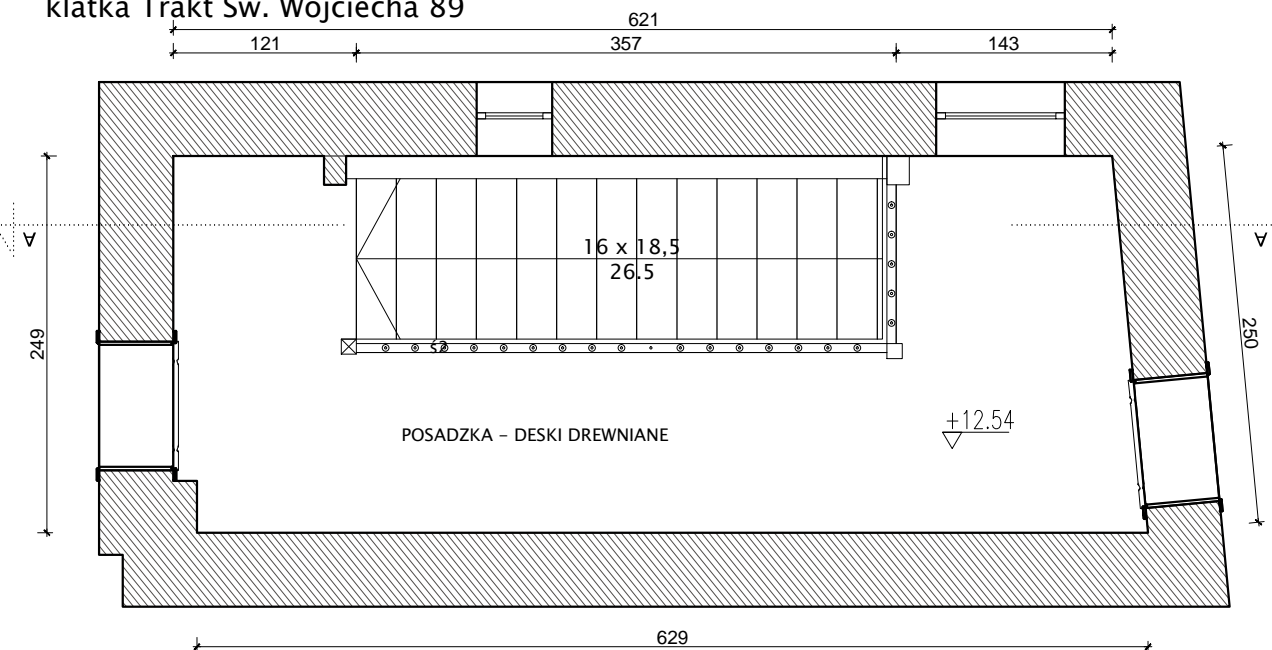 klatka Trakt Św. Wojciecha 89
621
121 357 143
A
16 x 18,5
26.5
A
249
250
52
+12.54
POSADZKA – DESKI DREWNIANE
629